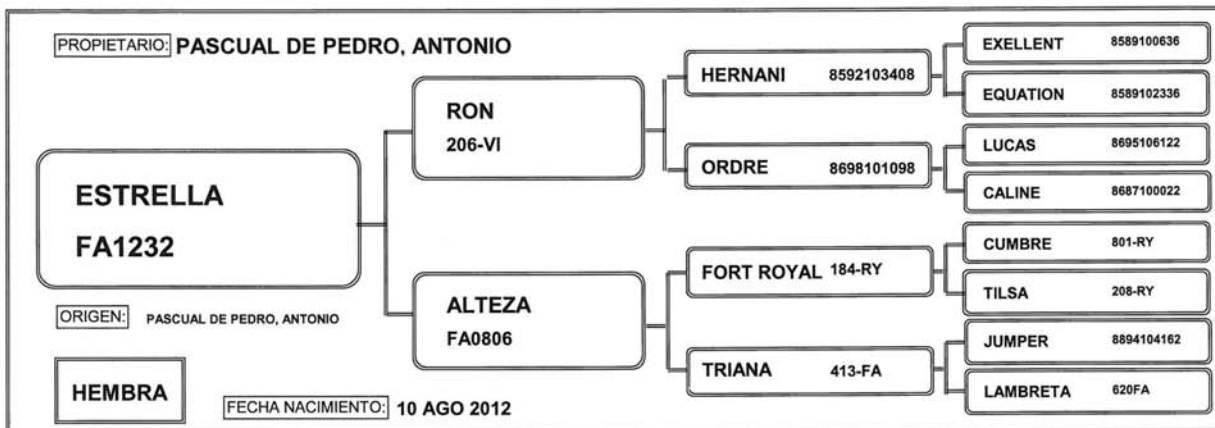 PROPIETARIO: PASCUAL DE PEDRO, ANTONIO
ESTRELLA
FA1232
ORIGEN: PASCUAL DE PEDRO, ANTONIO
HEMBRA
FECHA NACIMIENTO: 10 AGO 2012
RON
206-VI
ALTEZA
FA0806
HERNANI 8592103408
ORDRE 8698101098
FORT ROYAL 184-RY
TRIANA 413-FA
EXELLENT 8589100636
EQUATION 8589102336
LUCAS 8695106122
CALINE 8687100022
CUMBRE 801-RY
TILSA 208-RY
JUMPER 8894104162
LAMBRETA 620FA